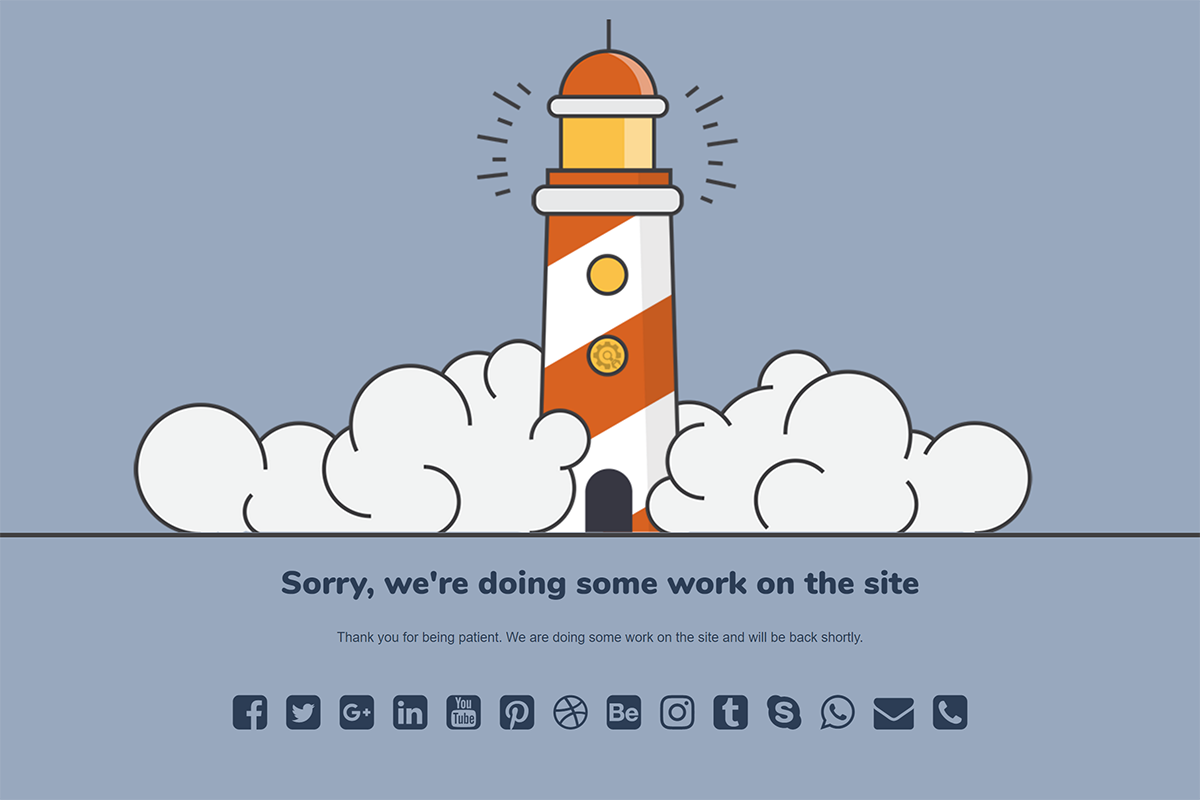 Sorry, we're doing some work on the site
Thank you for being patient. We are doing some work on the site and will be back shortly.
f G+ in You Tube Bē t S